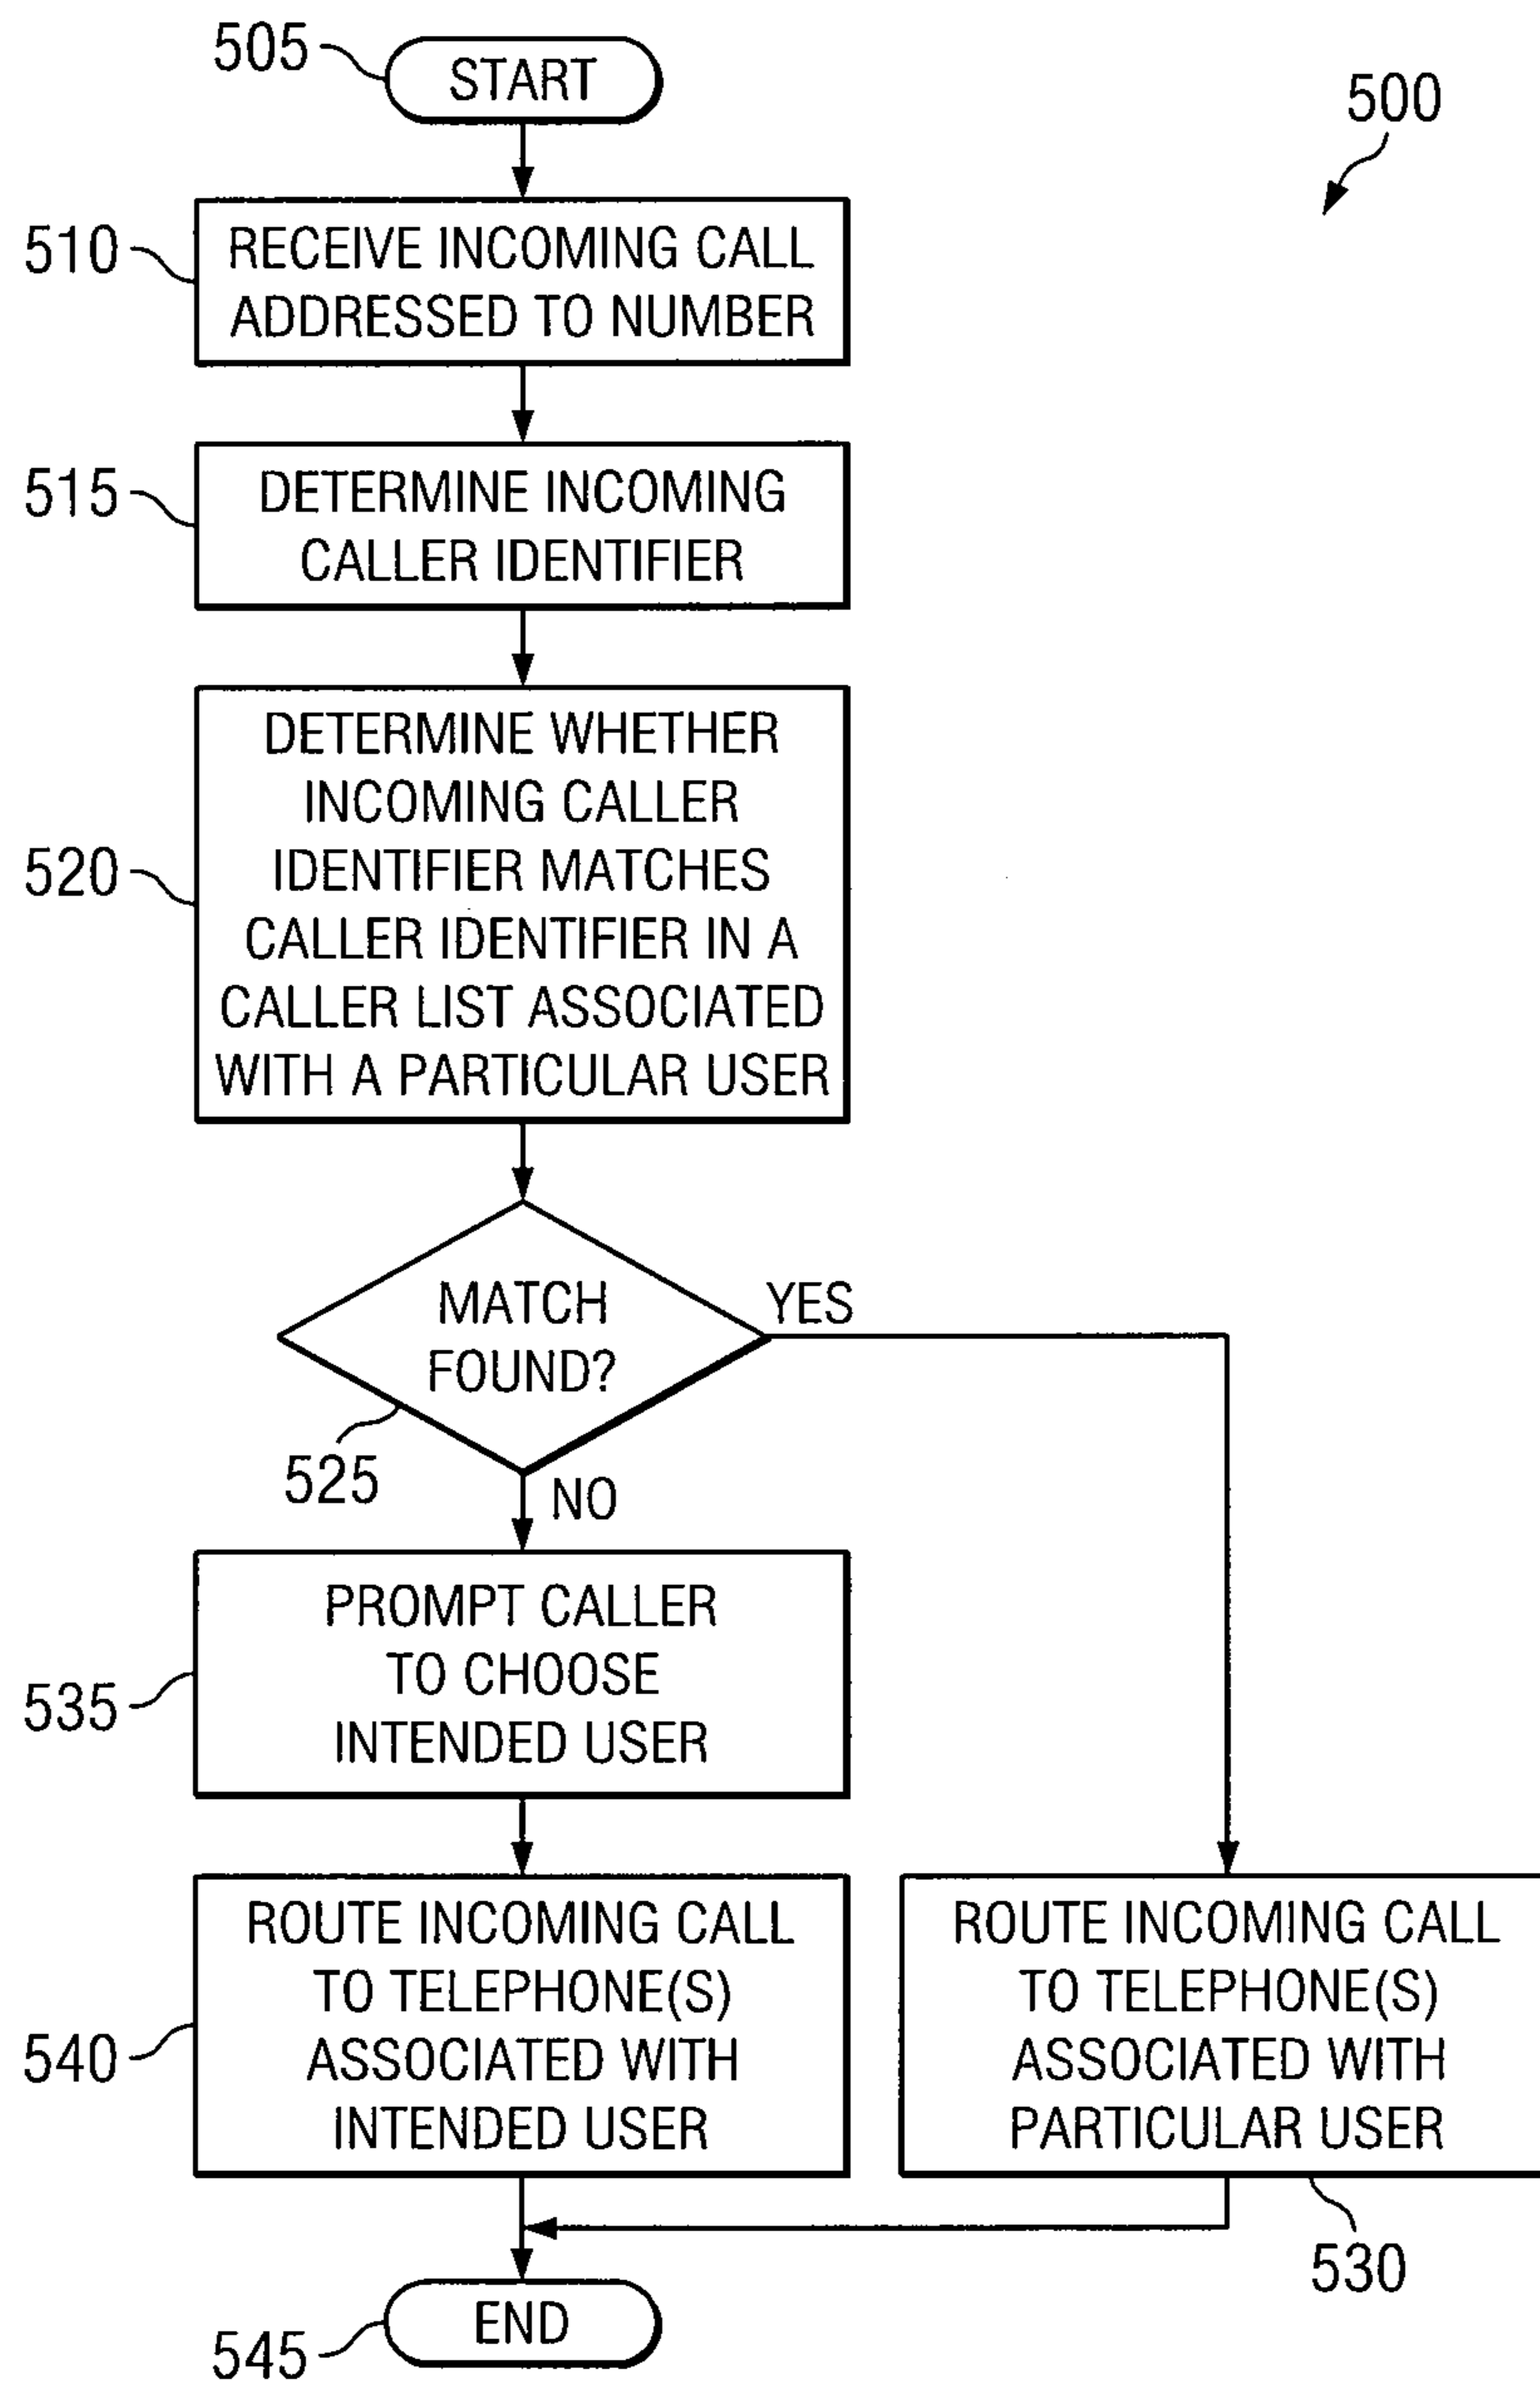 505
START
500
510
RECEIVE INCOMING CALL
ADDRESSED TO NUMBER
515
DETERMINE INCOMING
CALLER IDENTIFIER
520
DETERMINE WHETHER
INCOMING CALLER
IDENTIFIER MATCHES
CALLER IDENTIFIER IN A
CALLER LIST ASSOCIATED
WITH A PARTICULAR USER
MATCH
FOUND?
YES
525
NO
535
PROMPT CALLER
TO CHOOSE
INTENDED USER
540
ROUTE INCOMING CALL
TO TELEPHONE(S)
ASSOCIATED WITH
INTENDED USER
ROUTE INCOMING CALL
TO TELEPHONE(S)
ASSOCIATED WITH
PARTICULAR USER
530
545
END